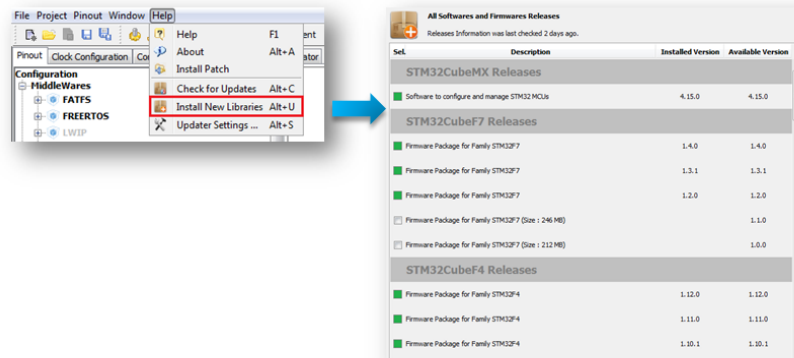 File Project Pinout Window Help
Help F1
About Alt+A
Install Patch
Check for Updates Alt+C
Install New Libraries Alt+U
Updater Settings ... Alt+S
ent
Pinout Clock Configuration Co
ator
Configuration
MiddleWares
FATFS
FREERTOS
LWIP
All Softwares and Firmwares Releases
Releases Information was last checked 2 days ago.
Sel. Description Installed Version Available Version
STM32CubeMX Releases
Software to configure and manage STM32 MCUs 4.15.0 4.15.0
STM32CubeF7 Releases
Firmware Package for Family STM32F7 1.4.0 1.4.0
Firmware Package for Family STM32F7 1.3.1 1.3.1
Firmware Package for Family STM32F7 1.2.0 1.2.0
Firmware Package for Family STM32F7 (Size : 246 MB) 1.1.0
Firmware Package for Family STM32F7 (Size : 212 MB) 1.0.0
STM32CubeF4 Releases
Firmware Package for Family STM32F4 1.12.0 1.12.0
Firmware Package for Family STM32F4 1.11.0 1.11.0
Firmware Package for Family STM32F4 1.10.1 1.10.1